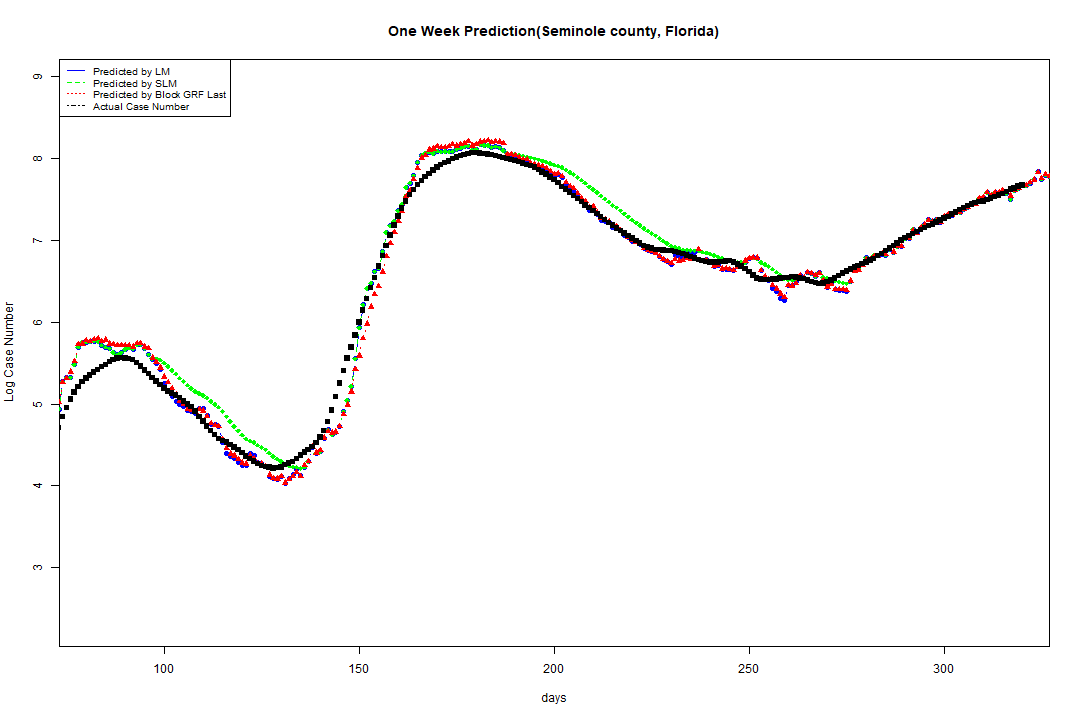 One Week Prediction(Seminole county, Florida)
Predicted by LM
Predicted by SLM
Predicted by Block GRF Last
Actual Case Number
9
8
7
6
5
4
3
Log Case Number
100 150 200 250 300
days